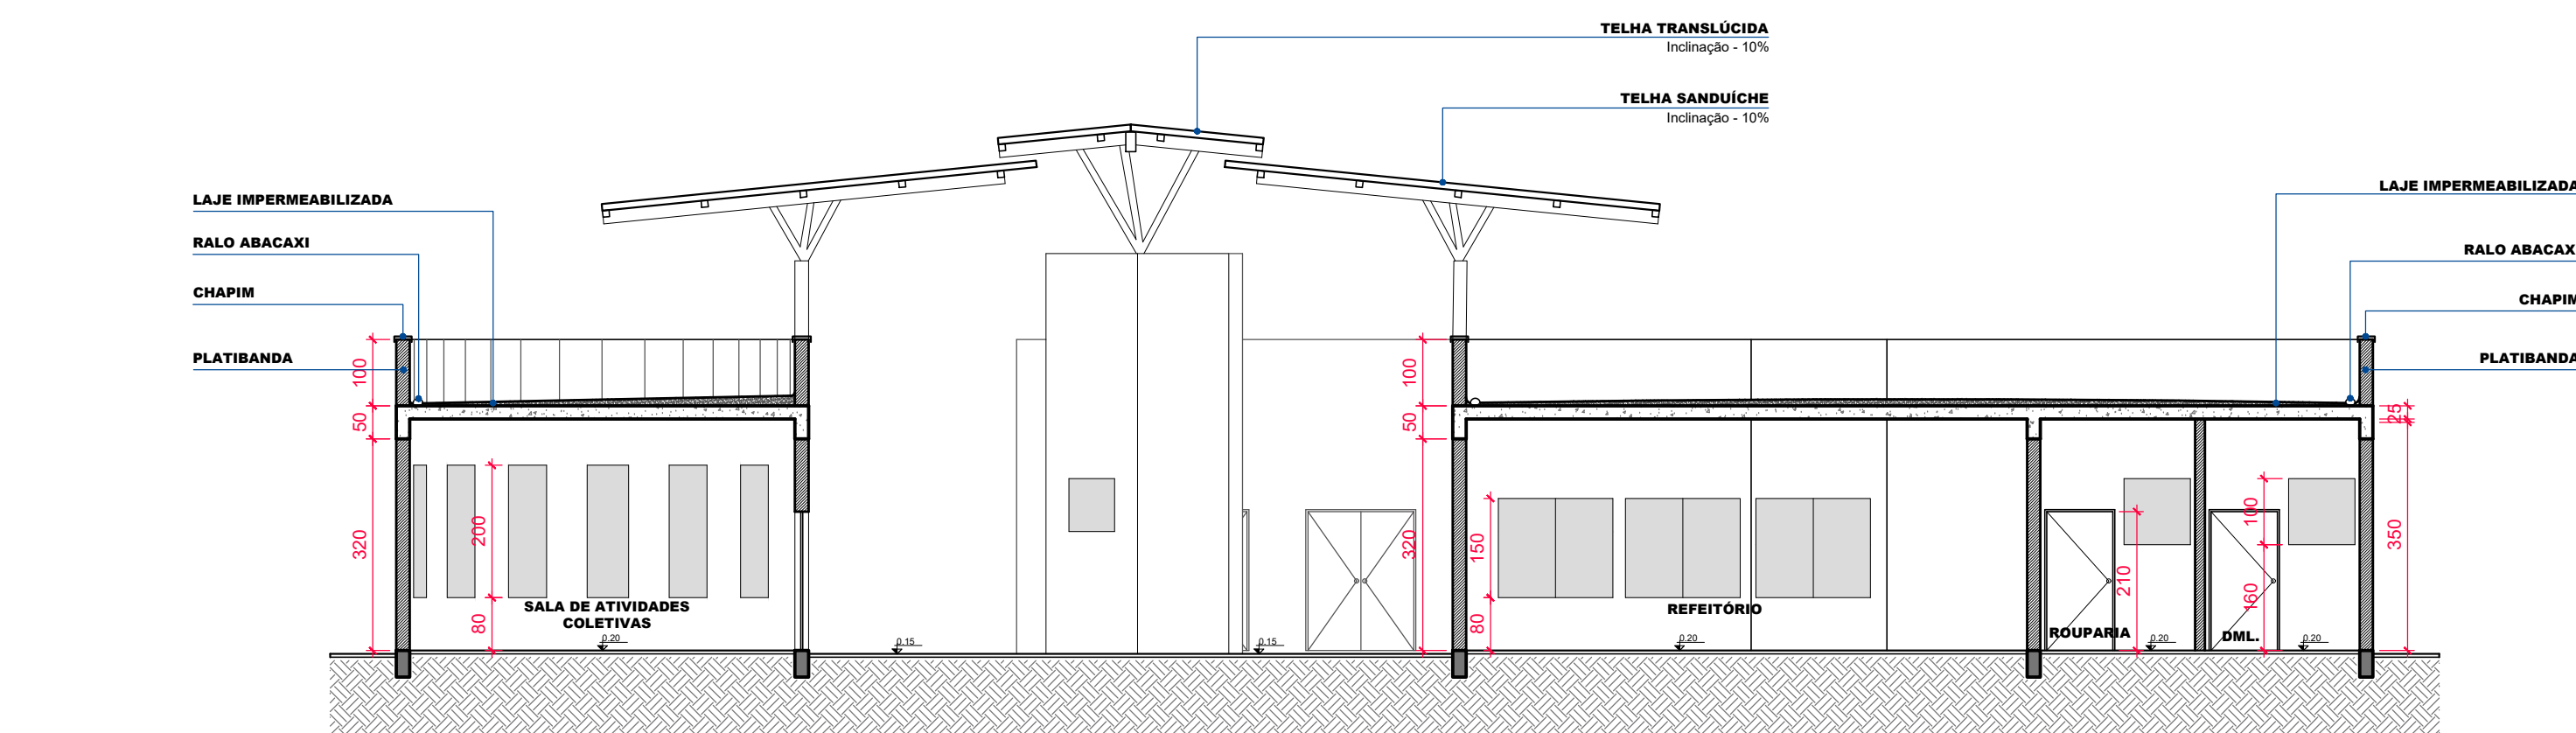 TELHA TRANSLÚCIDA
Inclinação - 10%
TELHA SANDUÍCHE
Inclinação - 10%
LAJE IMPERMEABILIZADA
RALO ABACAXI
CHAPIM
PLATIBANDA
LAJE IMPERMEABILIZADA
RALO ABACAXI
CHAPIM
PLATIBANDA
100
50
320
200
80
SALA DE ATIVIDADES
COLETIVAS
0.20
0.15
0.15
100
50
320
150
80
REFEITÓRIO
0.20
ROUPARIA
210
0.20
DML.
100
160
0.20
25
350